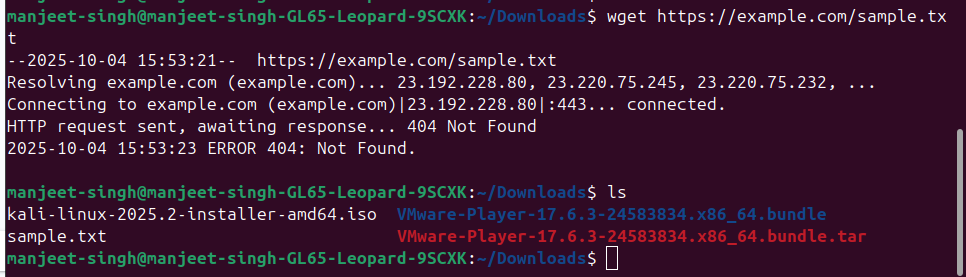 manjeet-singh@manjeet-singh-GL65-Leopard-9SCXK:~/Downloads$ wget https://example.com/sample.tx
t
--2025-10-04 15:53:21--  https://example.com/sample.txt
Resolving example.com (example.com)... 23.192.228.80, 23.220.75.245, 23.220.75.232, ...
Connecting to example.com (example.com)|23.192.228.80|:443... connected.
HTTP request sent, awaiting response... 404 Not Found
2025-10-04 15:53:23 ERROR 404: Not Found.
manjeet-singh@manjeet-singh-GL65-Leopard-9SCXK:~/Downloads$ ls
kali-linux-2025.2-installer-amd64.iso  VMware-Player-17.6.3-24583834.x86_64.bundle
sample.txt                             VMware-Player-17.6.3-24583834.x86_64.bundle.tar
manjeet-singh@manjeet-singh-GL65-Leopard-9SCXK:~/Downloads$